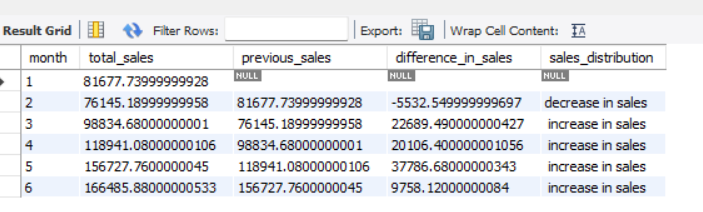 Result Grid Filter Rows: Export: Wrap Cell Content: IA
month total_sales previous_sales difference_in_sales sales_distribution
1 81677.73999999928 NULL NULL NULL
2 76145.18999999958 81677.73999999928 -5532.549999999697 decrease in sales
3 98834.68000000001 76145.18999999958 22689.490000000427 increase in sales
4 118941.08000000106 98834.68000000001 20106.400000001056 increase in sales
5 156727.7600000045 118941.08000000106 37786.68000000343 increase in sales
6 166485.88000000533 156727.7600000045 9758.12000000084 increase in sales